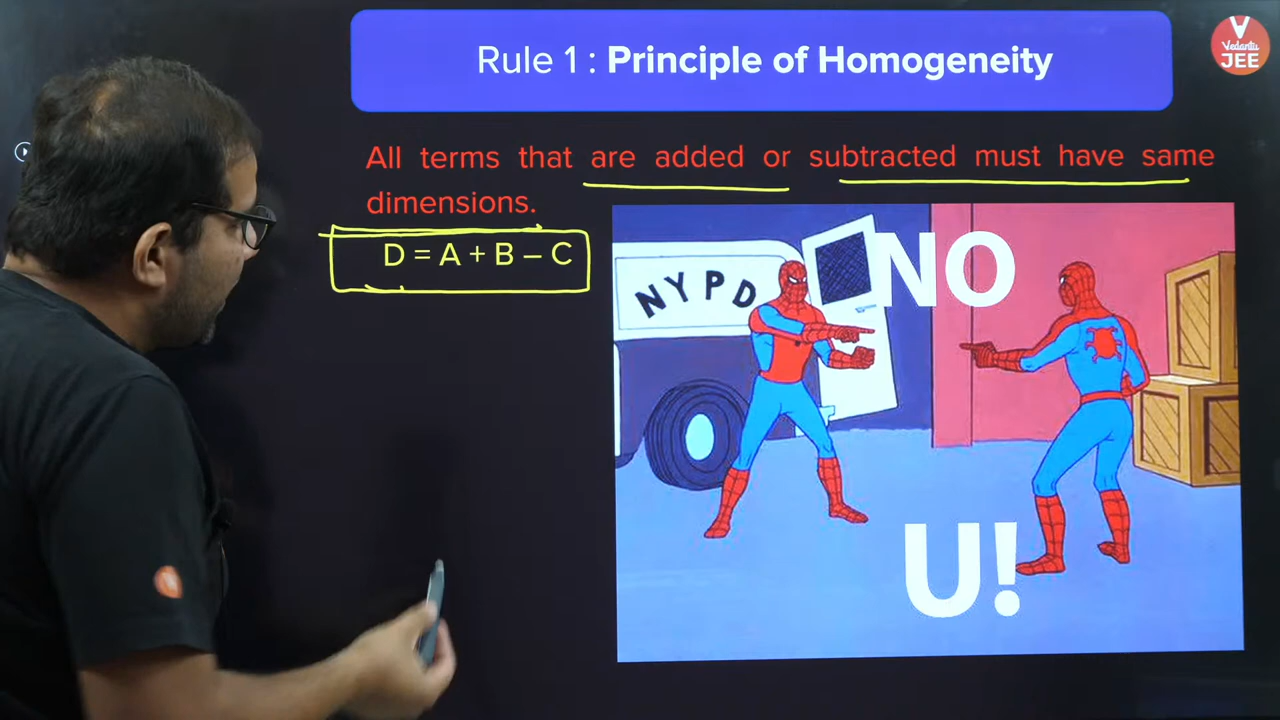 Rule 1 : Principle of Homogeneity
V
Vedantu
JEE
All terms that are added or subtracted must have same
dimensions.
D = A + B – C
NYPD
NO
U!